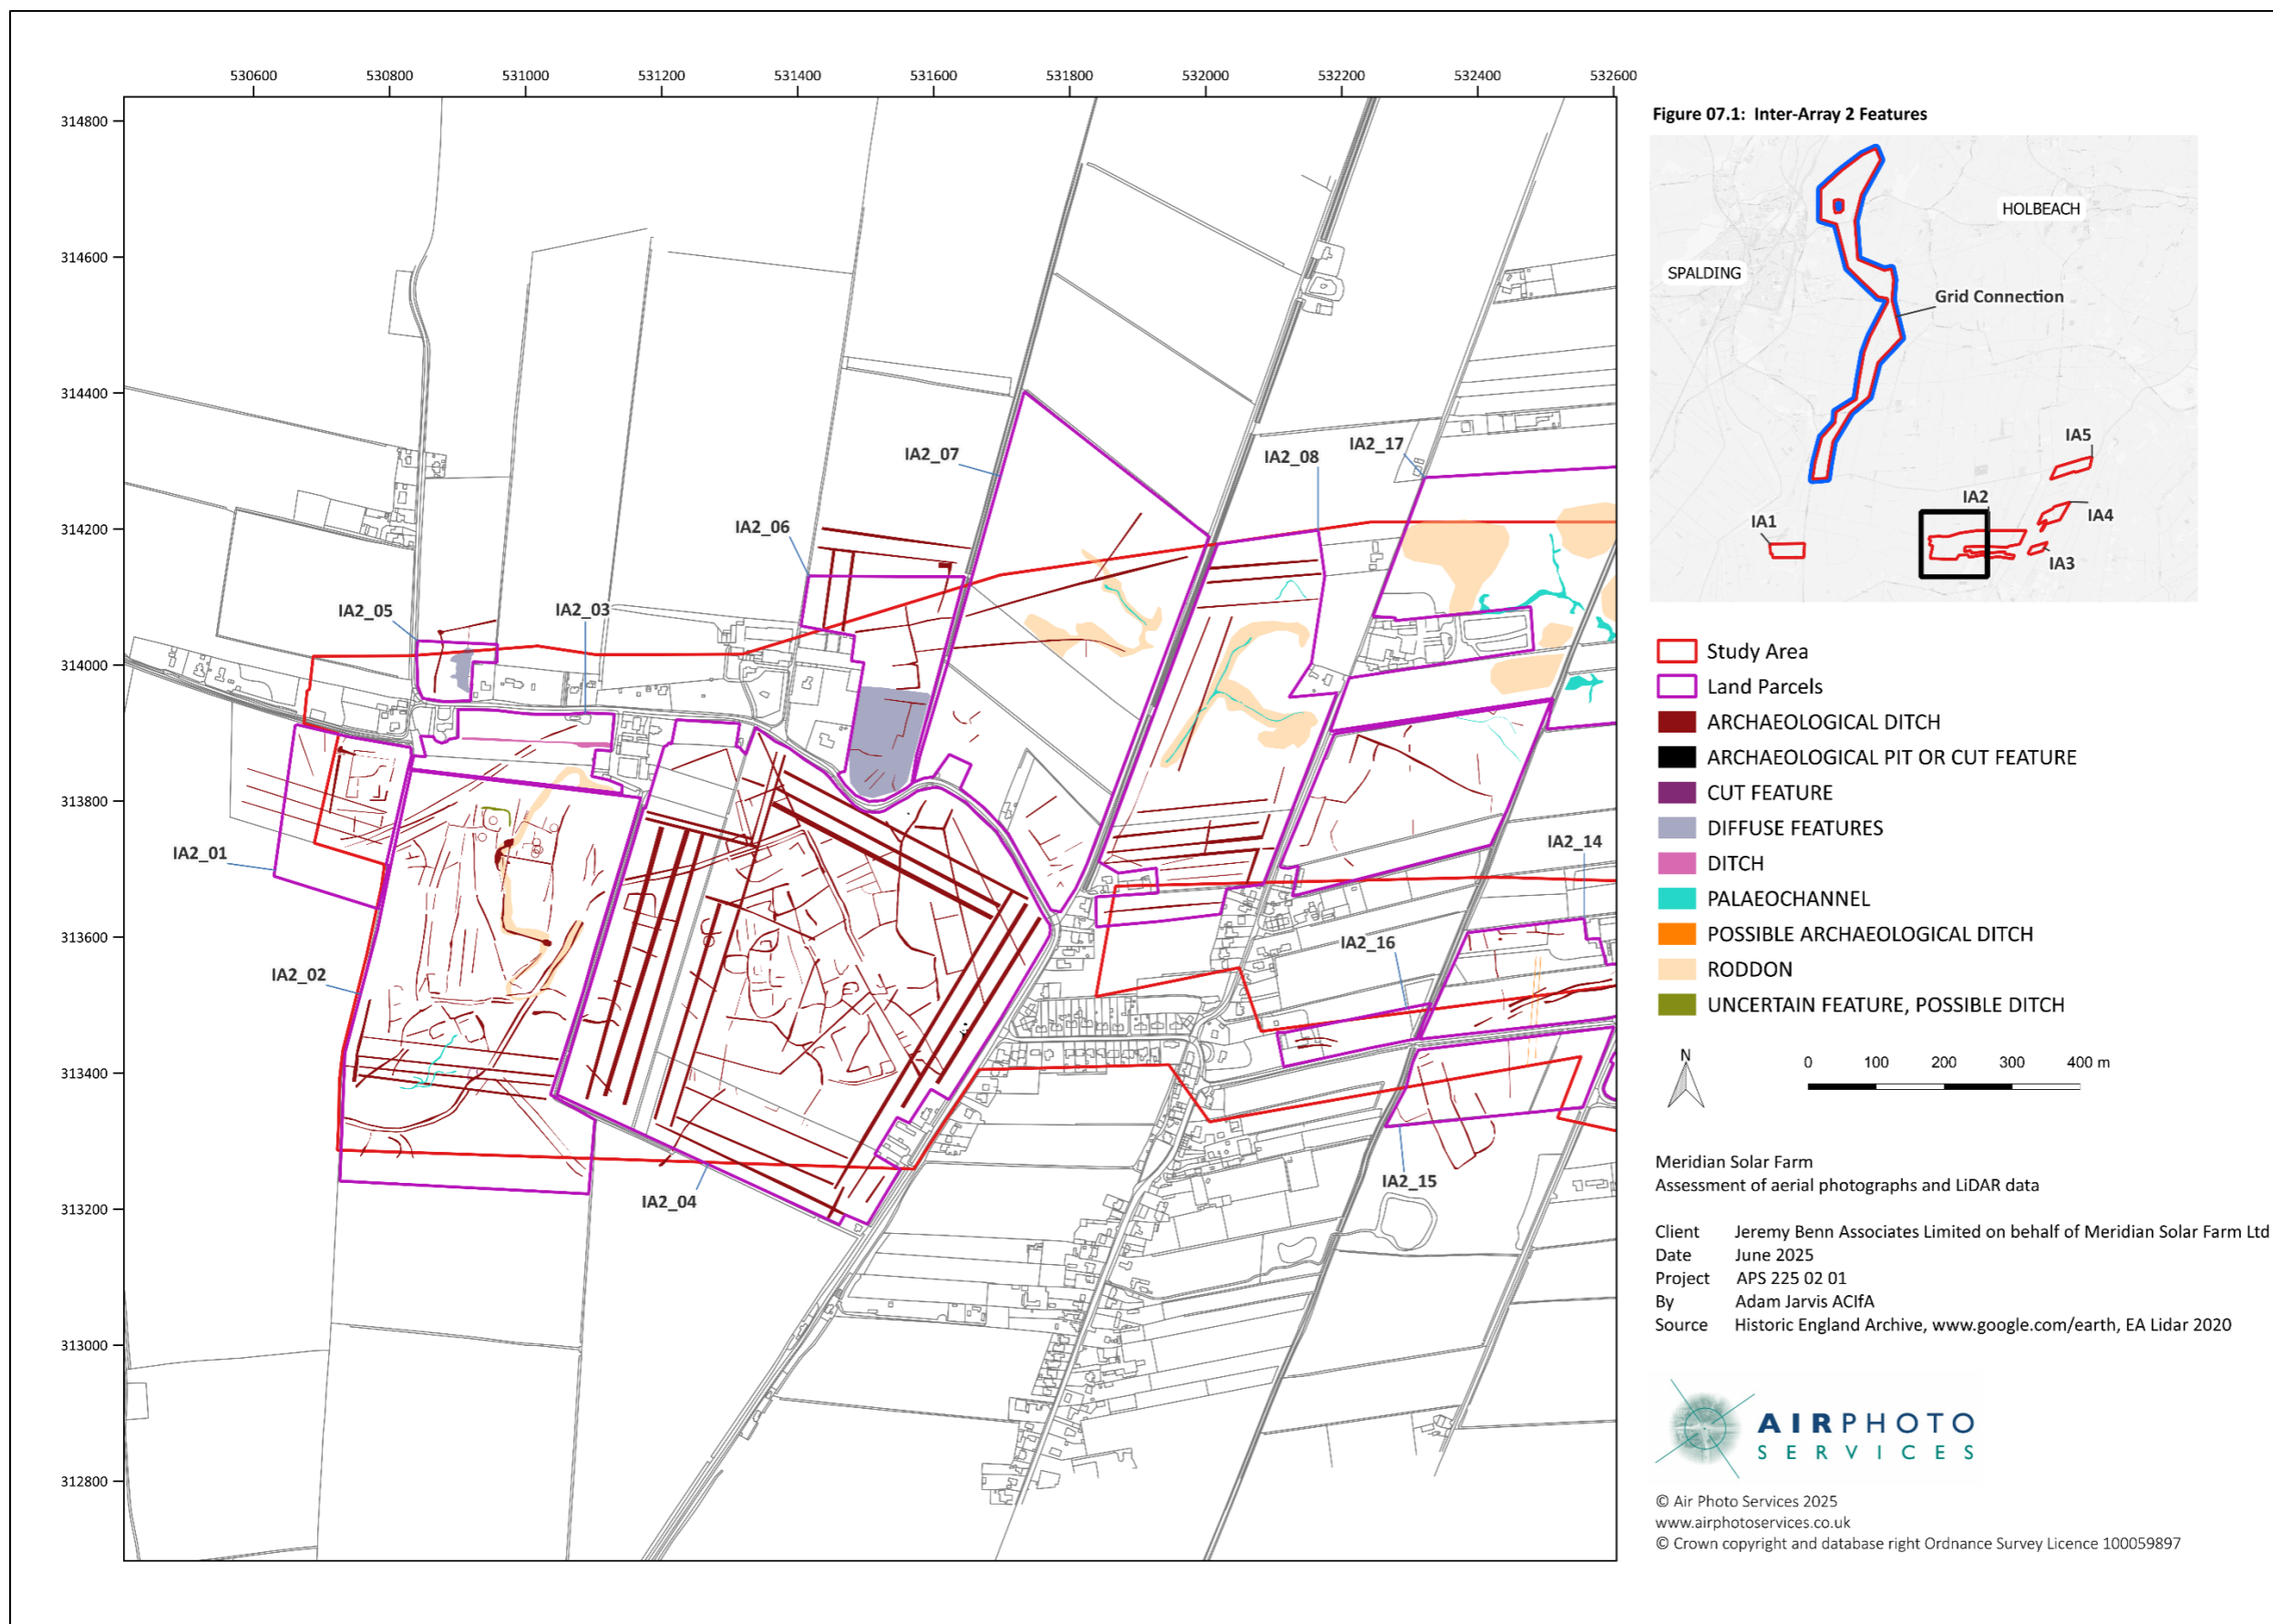 530600 530800 531000 531200 531400 531600 531800 532000 532200 532400 532600
314800
314600
314400
314200
314000
313800
313600
313400
313200
313000
312800
IA2_17
IA2_07
IA2_08
IA2_06
IA2_05
IA2_03
IA2_14
IA2_01
IA2_16
IA2_02
IA2_15
IA2_04
Figure 07.1: Inter-Array 2 Features
HOLBEACH
SPALDING
Grid Connection
IA5
IA2
IA4
IA1
IA3
Study Area
Land Parcels
ARCHAEOLOGICAL DITCH
ARCHAEOLOGICAL PIT OR CUT FEATURE
CUT FEATURE
DIFFUSE FEATURES
DITCH
PALAEOCHANNEL
POSSIBLE ARCHAEOLOGICAL DITCH
RODDON
UNCERTAIN FEATURE, POSSIBLE DITCH
N
0 100 200 300 400 m
Meridian Solar Farm
Assessment of aerial photographs and LiDAR data
Client Jeremy Benn Associates Limited on behalf of Meridian Solar Farm Ltd
Date June 2025
Project APS 225 02 01
By Adam Jarvis ACIfA
Source Historic England Archive, www.google.com/earth, EA Lidar 2020
AIRPHOTO
SERVICES
© Air Photo Services 2025
www.airphotoservices.co.uk
© Crown copyright and database right Ordnance Survey Licence 100059897